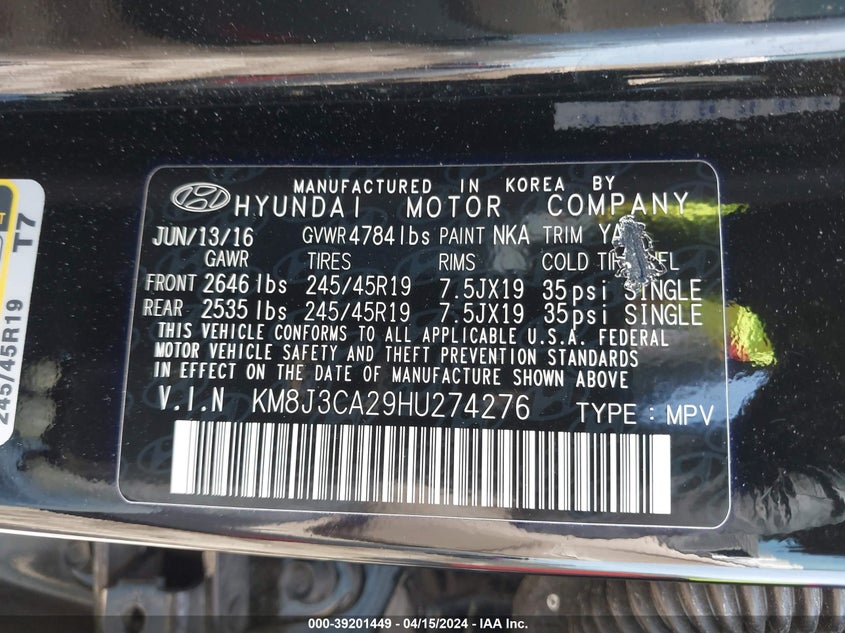 MANUFACTURED IN KOREA BY
HYUNDAI MOTOR COMPANY
JUN/13/16 GVWR 4784lbs PAINT NKA TRIM
GAWR TIRES RIMS COLD
FRONT 2646 lbs 245/45R19 7.5JX19 35psi SINGLE
REAR 2535 lbs 245/45R19 7.5JX19 35psi SINGLE
THIS VEHICLE CONFORMS TO ALL APPLICABLE U.S.A. FEDERAL
MOTOR VEHICLE SAFETY AND THEFT PREVENTION STANDARDS
IN EFFECT ON THE DATE OF MANUFACTURE SHOWN ABOVE
V.I.N KM8J3CA29HU274276 TYPE : MPV
245/45R19 T7
000-39201449 - 04/15/2024 - IAA Inc.